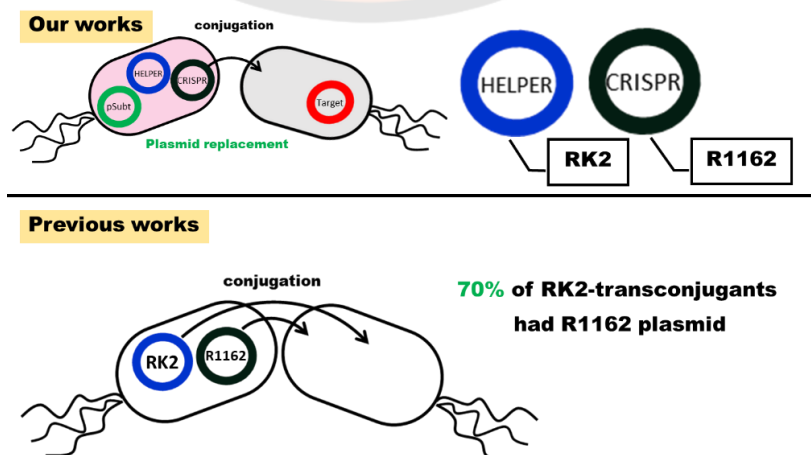 Our works
conjugation
HELPER
CRISPR
pSubt
Target
Plasmid replacement
HELPER
CRISPR
RK2
R1162
Previous works
conjugation
RK2
R1162
70% of RK2-transconjugants
had R1162 plasmid